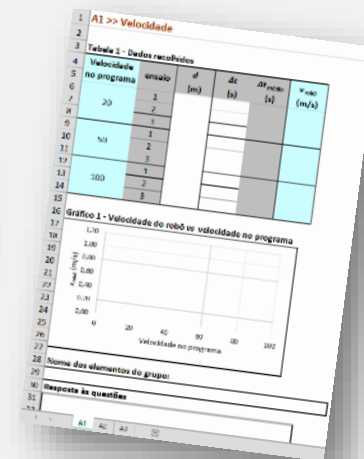 A1 >> Velocidade
Tabela 1 - Dados recolhidos
Velocidade no programa ensaio d (m) Δt (s) Δt médio (s) v robô (m/s)
20 1
2
3
50 1
2
3
100 1
2
3
Gráfico 1 - Velocidade do robô vs velocidade no programa
1,20
1,00
0,80
0,60
0,40
0,20
0,00
v robô (m/s)
0 20 40 60 80 100
Velocidade no programa
Nome dos elementos do grupo:
Resposta às questões
A1 A2 A3